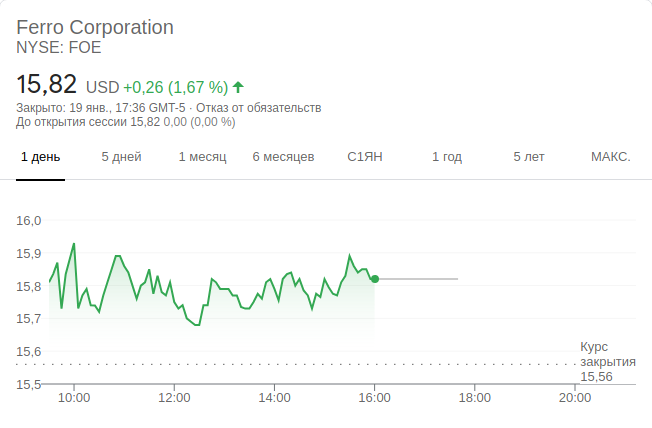 Ferro Corporation
NYSE: FOE
15,82 USD +0,26 (1,67 %)
Закрыто: 19 янв., 17:36 GMT-5 · Отказ от обязательств
До открытия сессии 15,82 0,00 (0,00 %)
1 день 5 дней 1 месяц 6 месяцев С1ЯН 1 год 5 лет МАКС.
16,0
15,9
15,8
15,7
15,6
Курс
закрытия
15,56
15,5
10:00 12:00 14:00 16:00 18:00 20:00